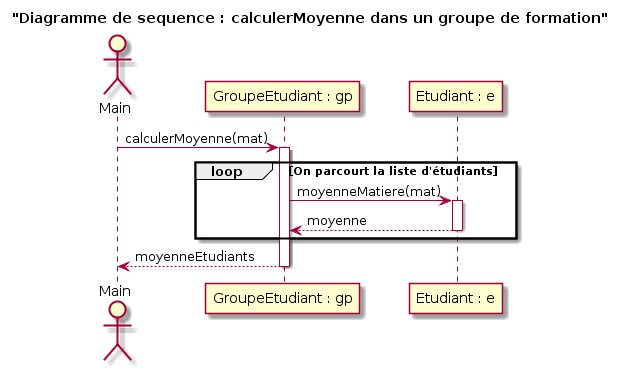 "Diagramme de sequence : calculerMoyenne dans un groupe de formation"
Main
GroupeEtudiant : gp
Etudiant : e
calculerMoyenne(mat)
loop
[On parcourt la liste d'étudiants]
moyenneMatiere(mat)
moyenne
moyenneEtudiants
Main
GroupeEtudiant : gp
Etudiant : e